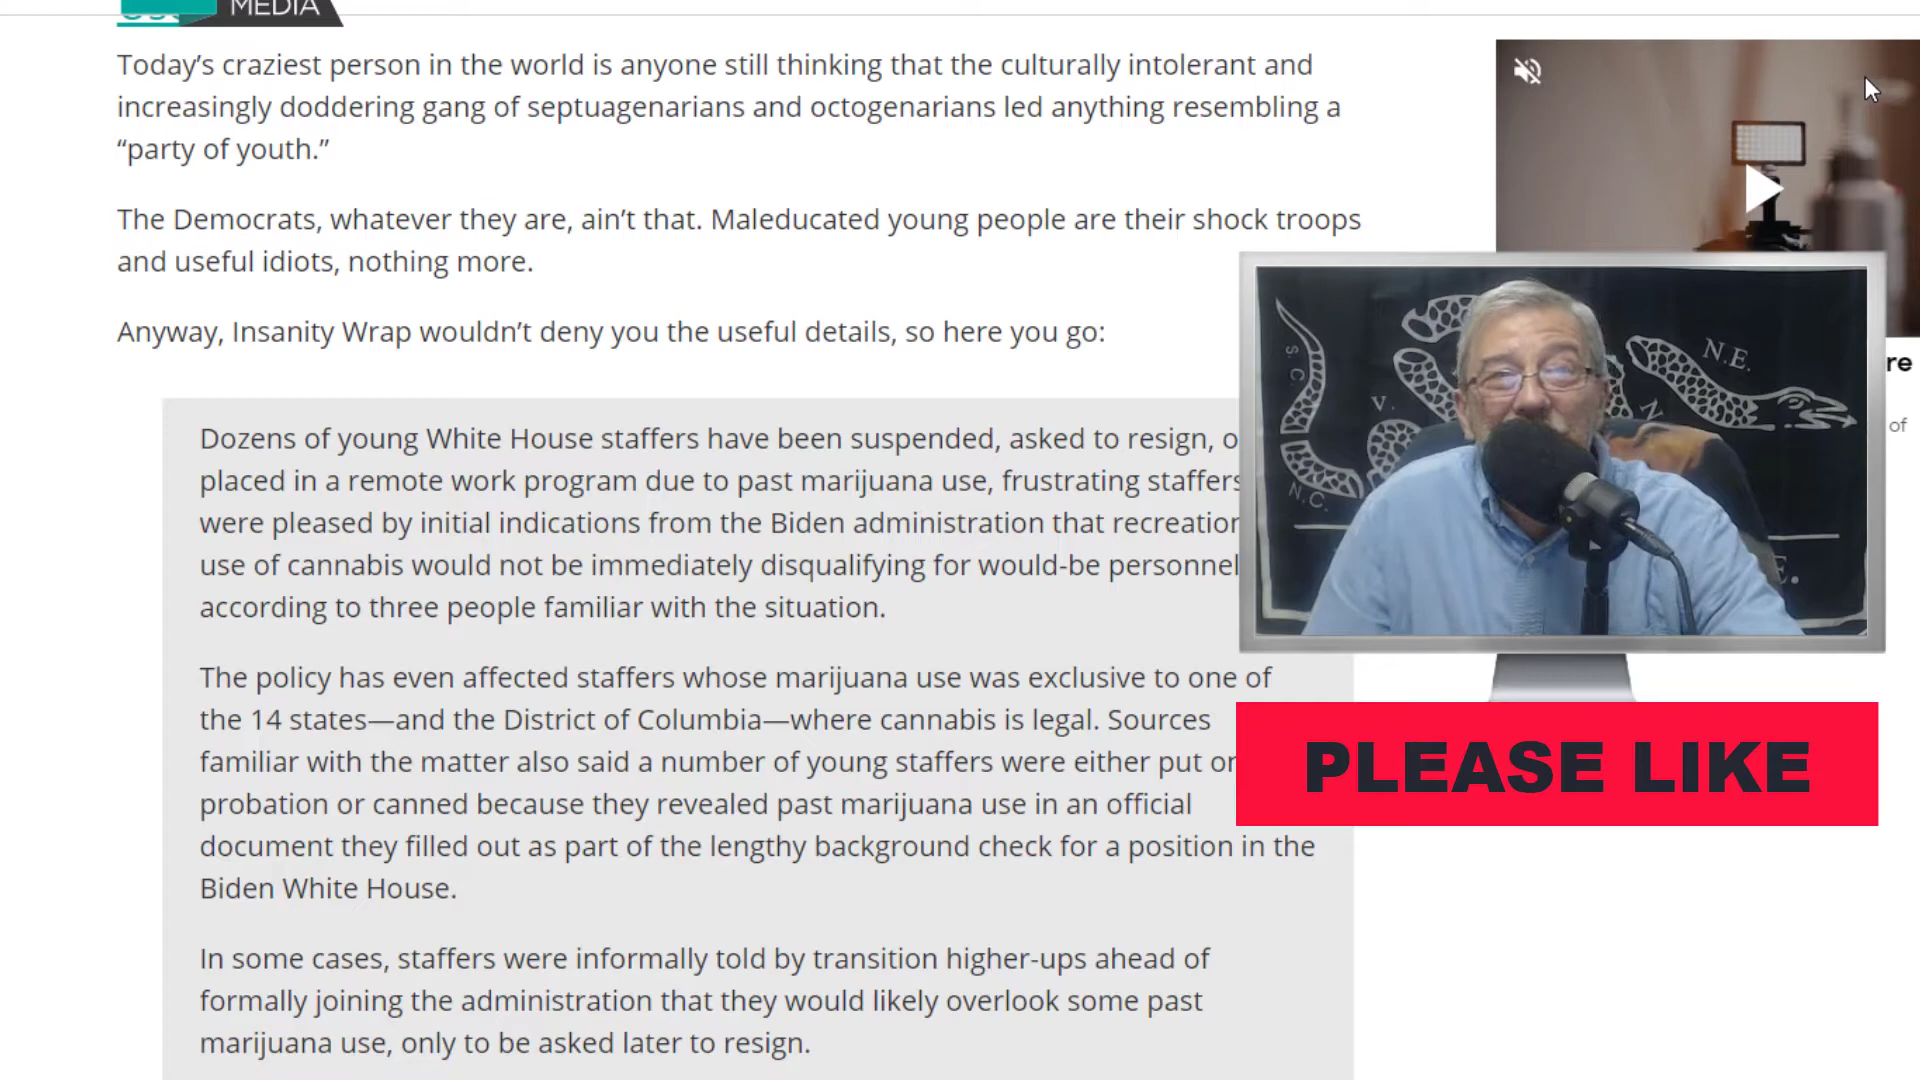 MEDIA
Today’s craziest person in the world is anyone still thinking that the culturally intolerant and
increasingly doddering gang of septuagenarians and octogenarians led anything resembling a
“party of youth.”
The Democrats, whatever they are, ain’t that. Maleducated young people are their shock troops
and useful idiots, nothing more.
Anyway, Insanity Wrap wouldn’t deny you the useful details, so here you go:
Dozens of young White House staffers have been suspended, asked to resign, o
placed in a remote work program due to past marijuana use, frustrating staffers
were pleased by initial indications from the Biden administration that recreation
use of cannabis would not be immediately disqualifying for would-be personnel
according to three people familiar with the situation.
The policy has even affected staffers whose marijuana use was exclusive to one of
the 14 states—and the District of Columbia—where cannabis is legal. Sources
familiar with the matter also said a number of young staffers were either put on
probation or canned because they revealed past marijuana use in an official
document they filled out as part of the lengthy background check for a position in the
Biden White House.
In some cases, staffers were informally told by transition higher-ups ahead of
formally joining the administration that they would likely overlook some past
marijuana use, only to be asked later to resign.
re
of
S. C.
N.C.
V.
N.
N.E.
E.
PLEASE LIKE